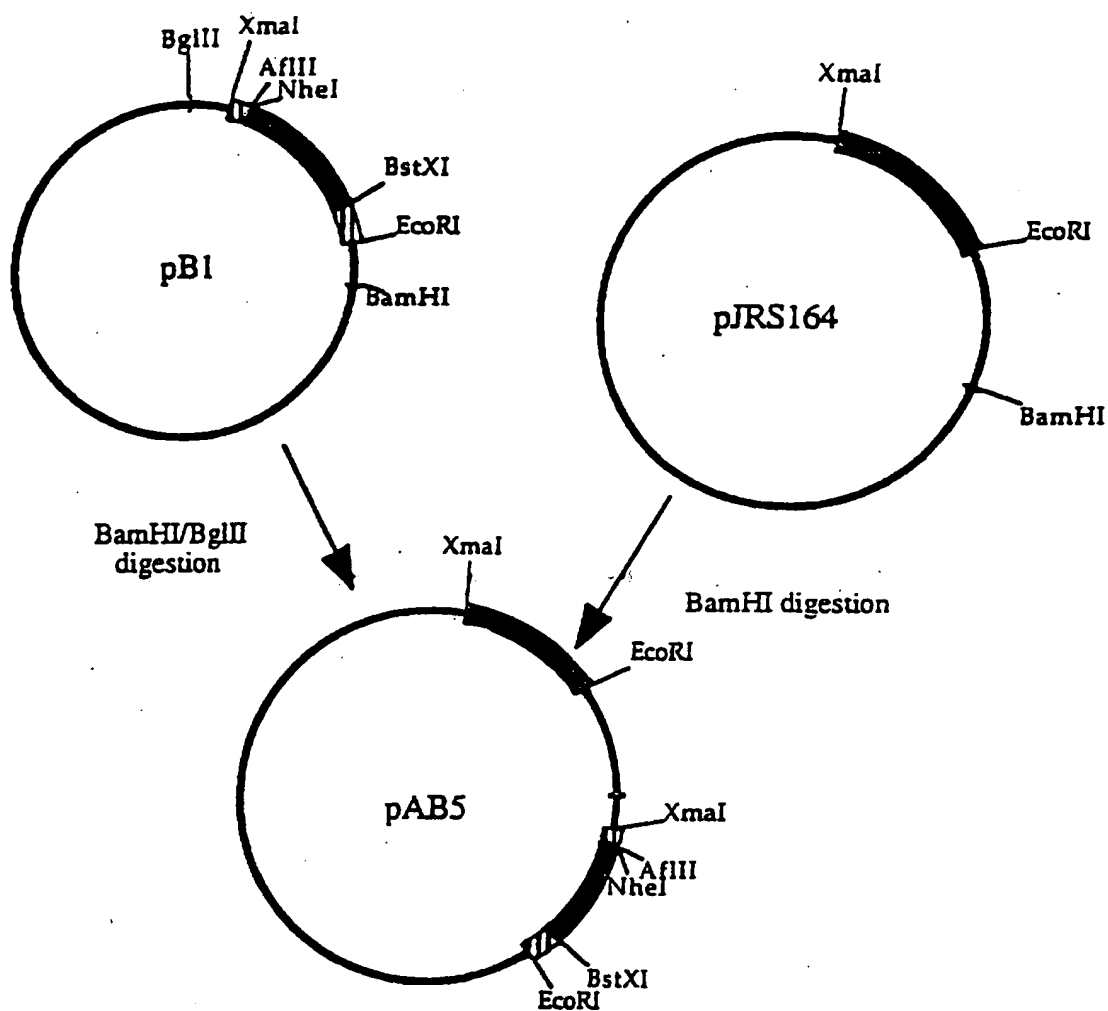 BglII
XmaI
AflII
NheI
BstXI
EcoRI
BamHI
pB1
XmaI
EcoRI
pJRS164
BamHI
BamHI/BglII
digestion
BamHI digestion
XmaI
EcoRI
pAB5
XmaI
AflII
NheI
BstXI
EcoRI